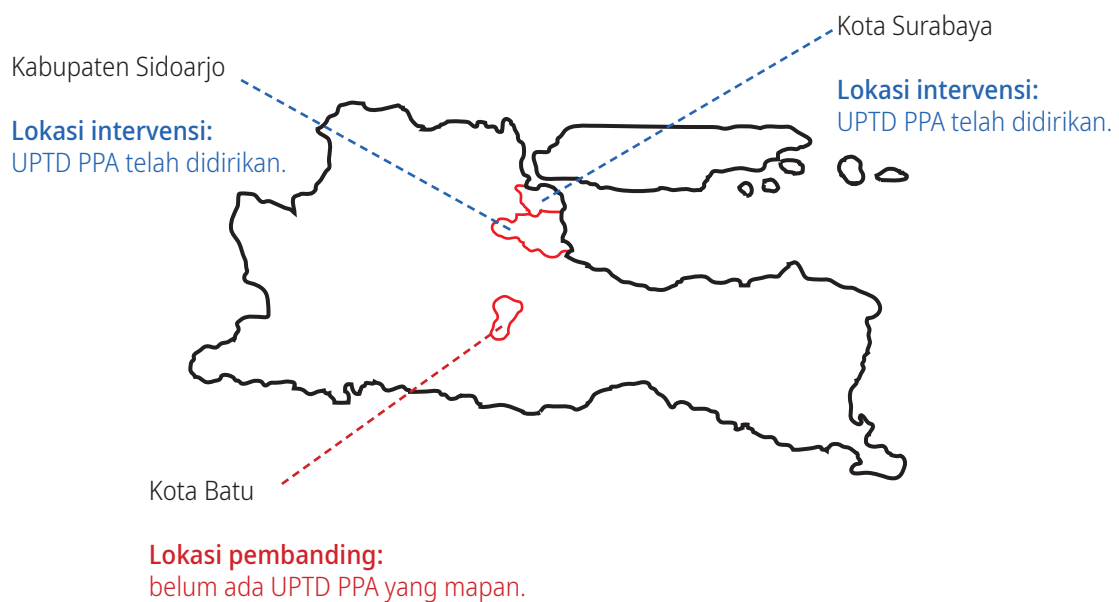 Kabupaten Sidoarjo
Lokasi intervensi:
UPTD PPA telah didirikan.
Kota Surabaya
Lokasi intervensi:
UPTD PPA telah didirikan.
Kota Batu
Lokasi pembanding:
belum ada UPTD PPA yang mapan.